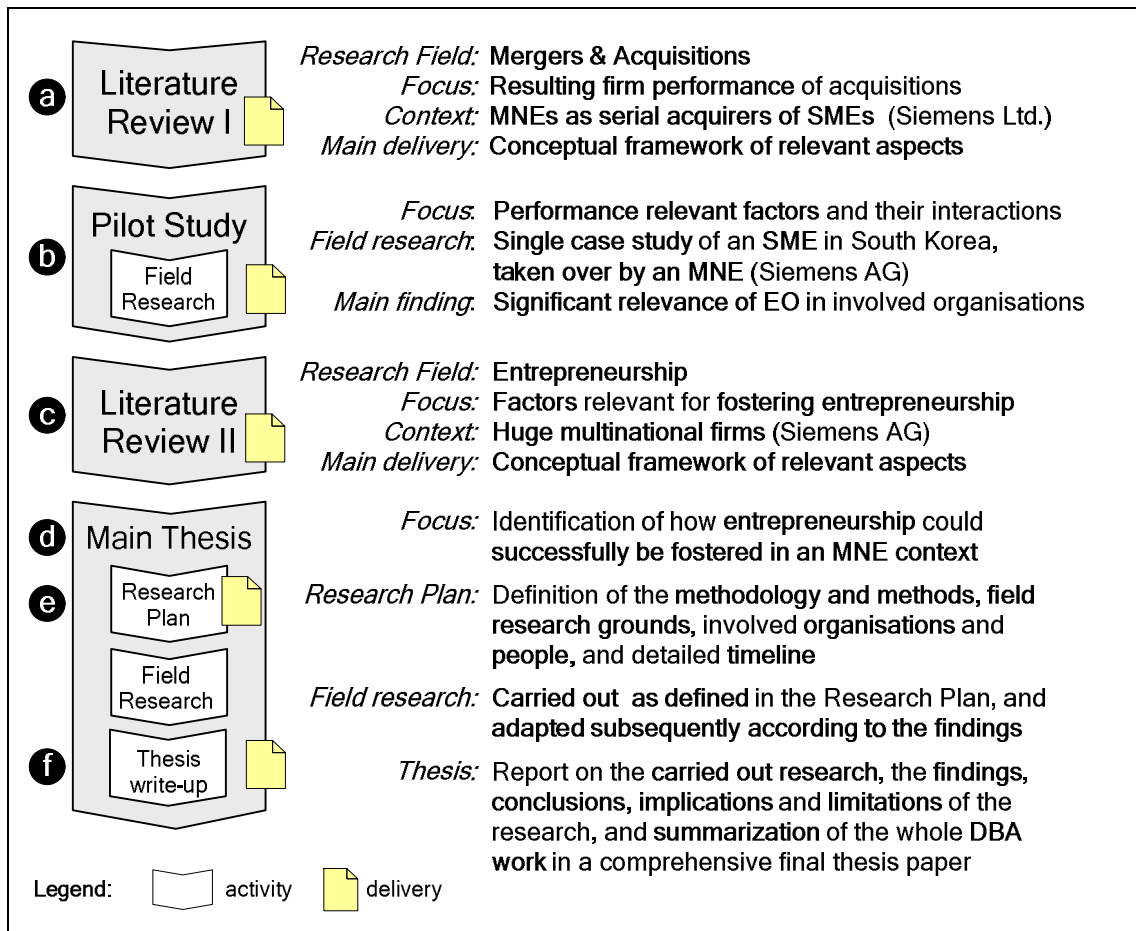 a
Literature
Review I
Research Field: Mergers & Acquisitions
Focus: Resulting firm performance of acquisitions
Context: MNEs as serial acquirers of SMEs (Siemens Ltd.)
Main delivery: Conceptual framework of relevant aspects
b
Pilot Study
Field
Research
Focus: Performance relevant factors and their interactions
Field research: Single case study of an SME in South Korea,
taken over by an MNE (Siemens AG)
Main finding: Significant relevance of EO in involved organisations
c
Literature
Review II
Research Field: Entrepreneurship
Focus: Factors relevant for fostering entrepreneurship
Context: Huge multinational firms (Siemens AG)
Main delivery: Conceptual framework of relevant aspects
d
Main Thesis
Focus: Identification of how entrepreneurship could
successfully be fostered in an MNE context
e
Research
Plan
Research Plan: Definition of the methodology and methods, field
research grounds, involved organisations and
people, and detailed timeline
Field
Research
Field research: Carried out as defined in the Research Plan, and
adapted subsequently according to the findings
f
Thesis
write-up
Thesis: Report on the carried out research, the findings,
conclusions, implications and limitations of the
research, and summarization of the whole DBA
work in a comprehensive final thesis paper
Legend: activity delivery